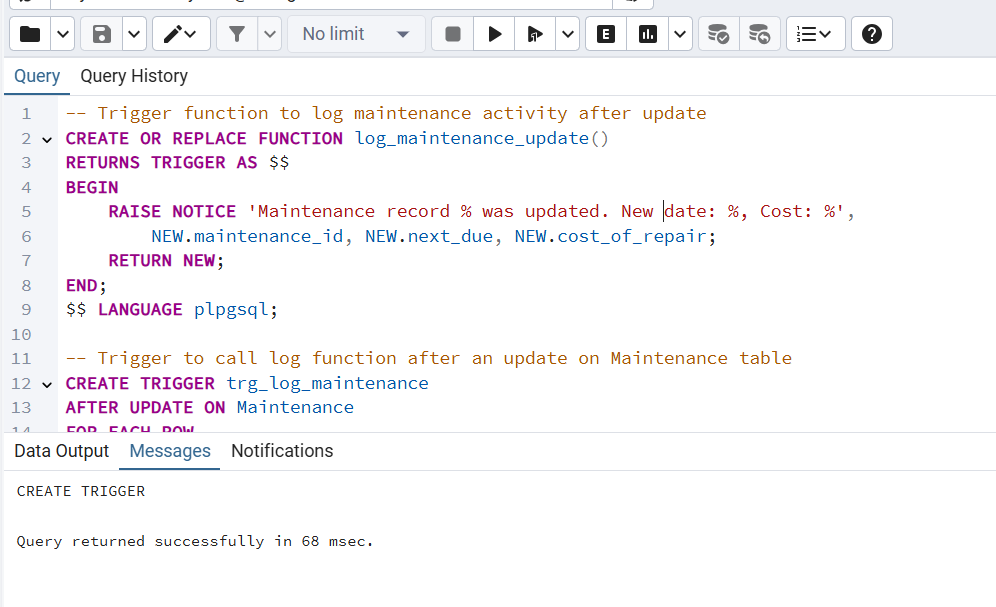 No limit
E
Query Query History
1 -- Trigger function to log maintenance activity after update
2 CREATE OR REPLACE FUNCTION log_maintenance_update()
3 RETURNS TRIGGER AS $$
4 BEGIN
5 RAISE NOTICE 'Maintenance record % was updated. New date: %, Cost: %',
6 NEW.maintenance_id, NEW.next_due, NEW.cost_of_repair;
7 RETURN NEW;
8 END;
9 $$ LANGUAGE plpgsql;
10
11 -- Trigger to call log function after an update on Maintenance table
12 CREATE TRIGGER trg_log_maintenance
13 AFTER UPDATE ON Maintenance
14 FOR EACH ROW
Data Output Messages Notifications
CREATE TRIGGER
Query returned successfully in 68 msec.